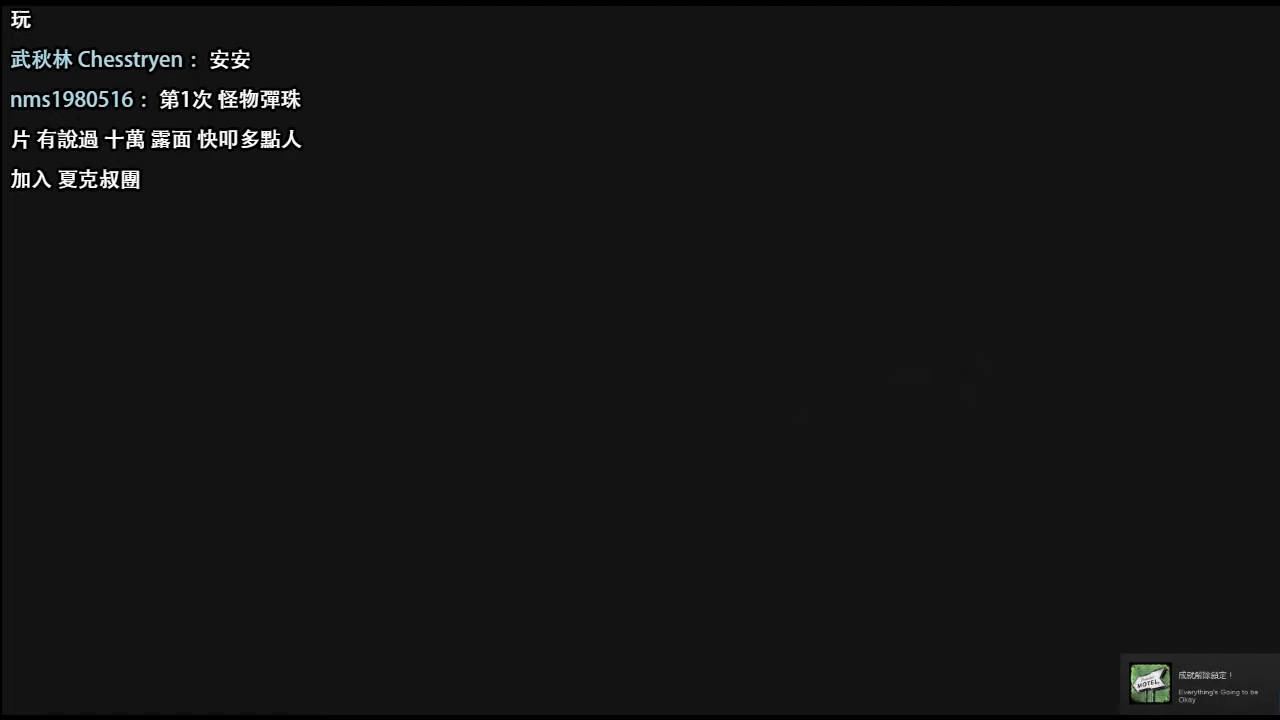 玩
武秋林 Chesstryen： 安安
nms1980516： 第1次 怪物彈珠
片 有說過 十萬 露面 快叩多點人
加入 夏克叔團
MOTEL
成就解除鎖定！
Everything's Going to be
Okay